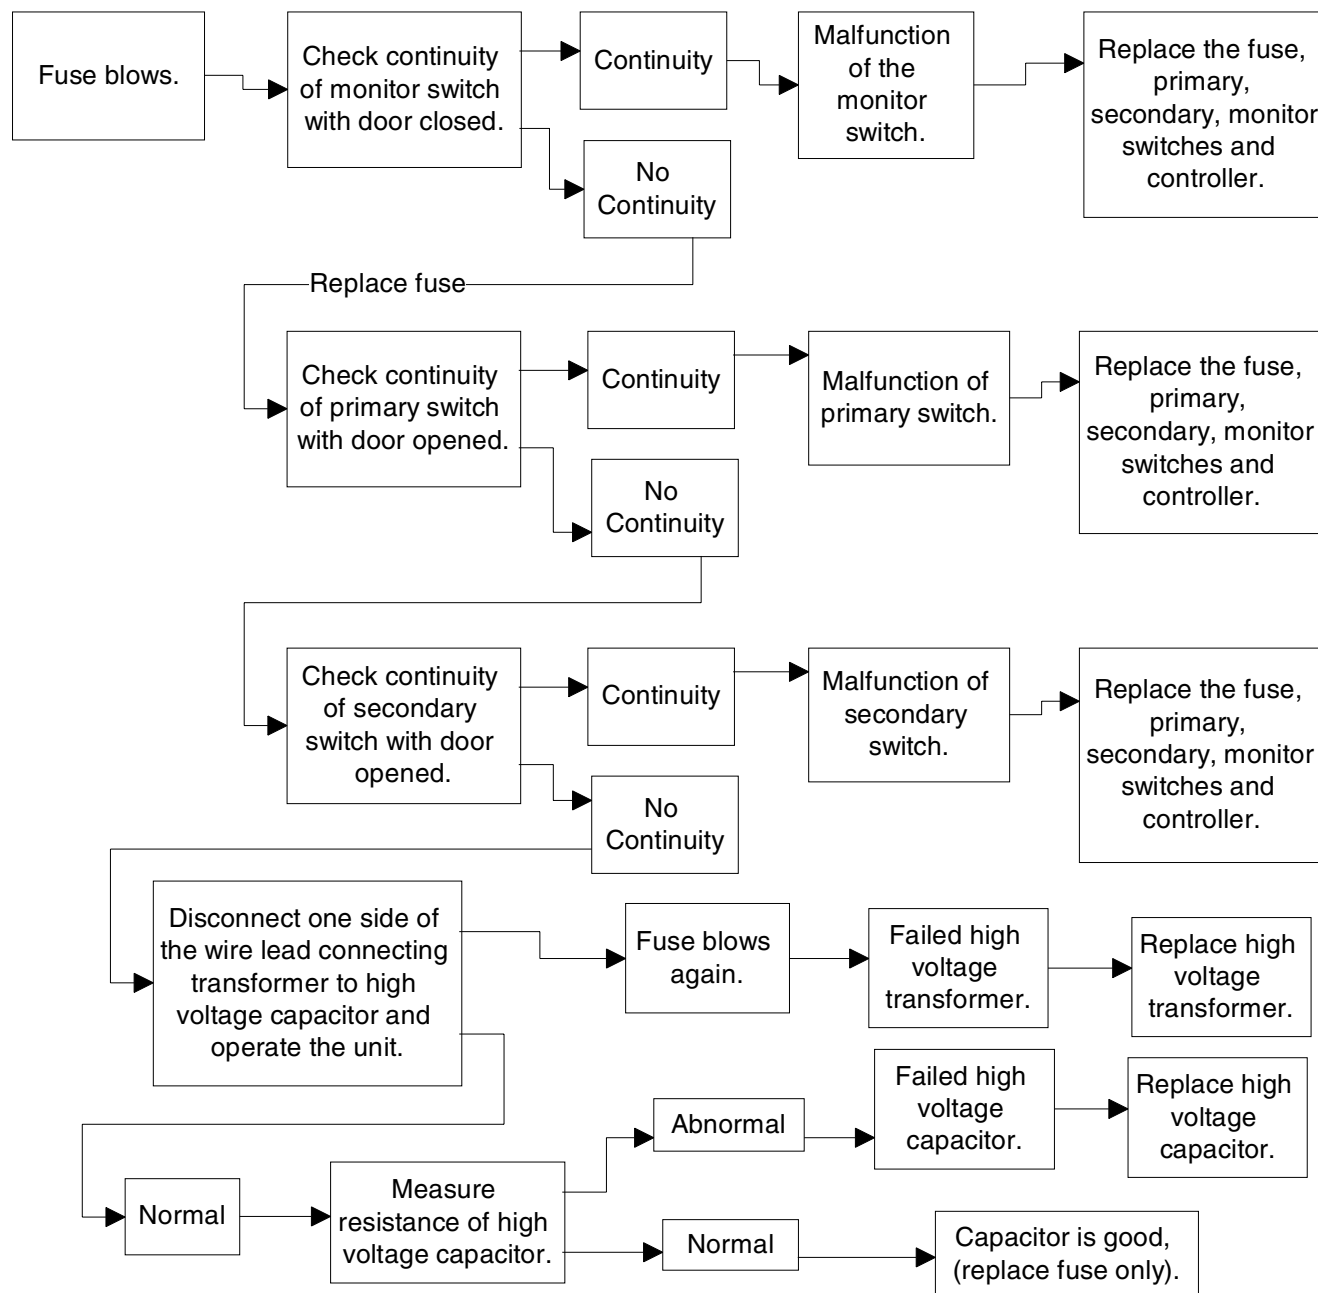 Fuse blows.
Check continuity
of monitor switch
with door closed.
Continuity
Malfunction
of the
monitor
switch.
Replace the fuse,
primary,
secondary, monitor
switches and
controller.
No
Continuity
Replace fuse
Check continuity
of primary switch
with door opened.
Continuity
Malfunction of
primary switch.
Replace the fuse,
primary,
secondary, monitor
switches and
controller.
No
Continuity
Check continuity
of secondary
switch with door
opened.
Continuity
Malfunction of
secondary
switch.
Replace the fuse,
primary,
secondary, monitor
switches and
controller.
No
Continuity
Disconnect one side of
the wire lead connecting
transformer to high
voltage capacitor and
operate the unit.
Fuse blows
again.
Failed high
voltage
transformer.
Replace high
voltage
transformer.
Normal
Measure
resistance of high
voltage capacitor.
Abnormal
Failed high
voltage
capacitor.
Replace high
voltage
capacitor.
Normal
Capacitor is good,
(replace fuse only).